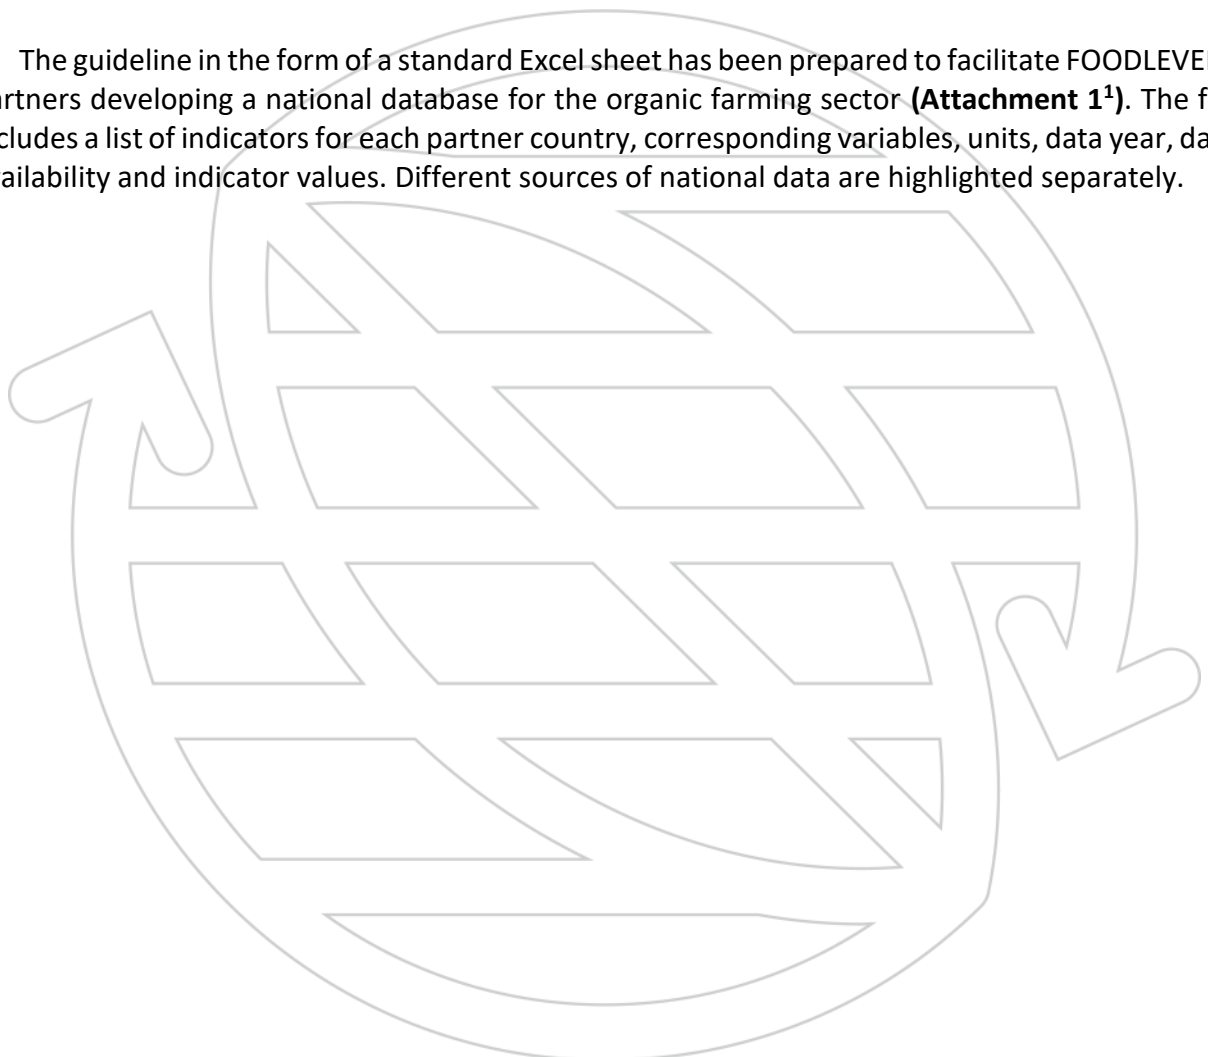 The guideline in the form of a standard Excel sheet has been prepared to facilitate FOODLEVE
artners developing a national database for the organic farming sector (Attachment 1¹). The f
cludes a list of indicators for each partner country, corresponding variables, units, data year, da
ailability and indicator values. Different sources of national data are highlighted separately.